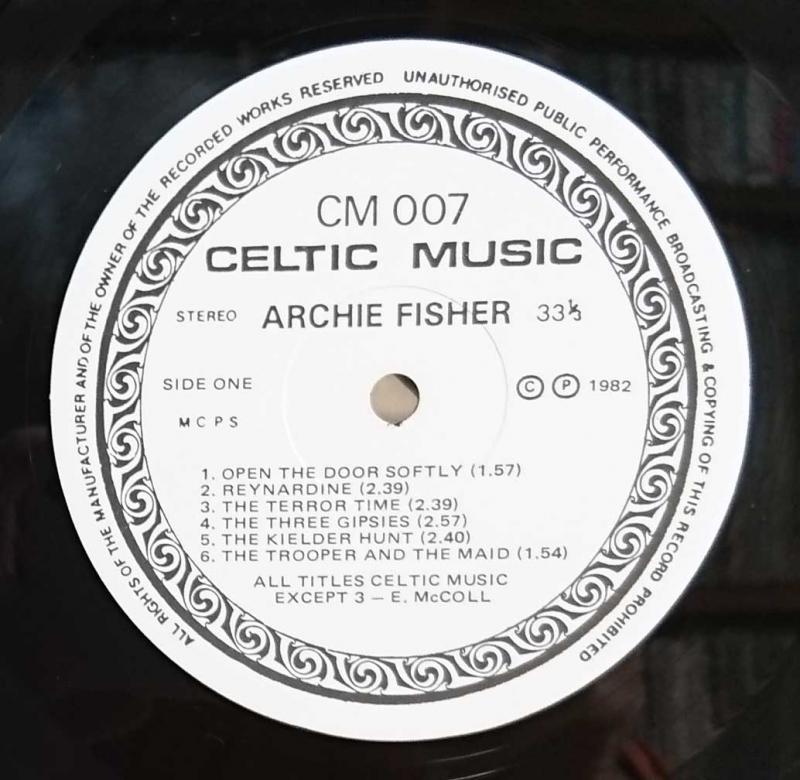 ALL RIGHTS OF THE MANUFACTURER AND OF THE OWNER OF THE RECORDED WORKS RESERVED UNAUTHORISED PUBLIC PERFORMANCE BROADCASTING & COPYING OF THIS RECORD PROHIBITED
CM 007
CELTIC MUSIC
STEREO ARCHIE FISHER 33⅓
SIDE ONE Ⓒ Ⓟ 1982
M C P S
1. OPEN THE DOOR SOFTLY (1.57)
2. REYNARDINE (2.39)
3. THE TERROR TIME (2.39)
4. THE THREE GIPSIES (2.57)
5. THE KIELDER HUNT (2.40)
6. THE TROOPER AND THE MAID (1.54)
ALL TITLES CELTIC MUSIC
EXCEPT 3 — E. McCOLL